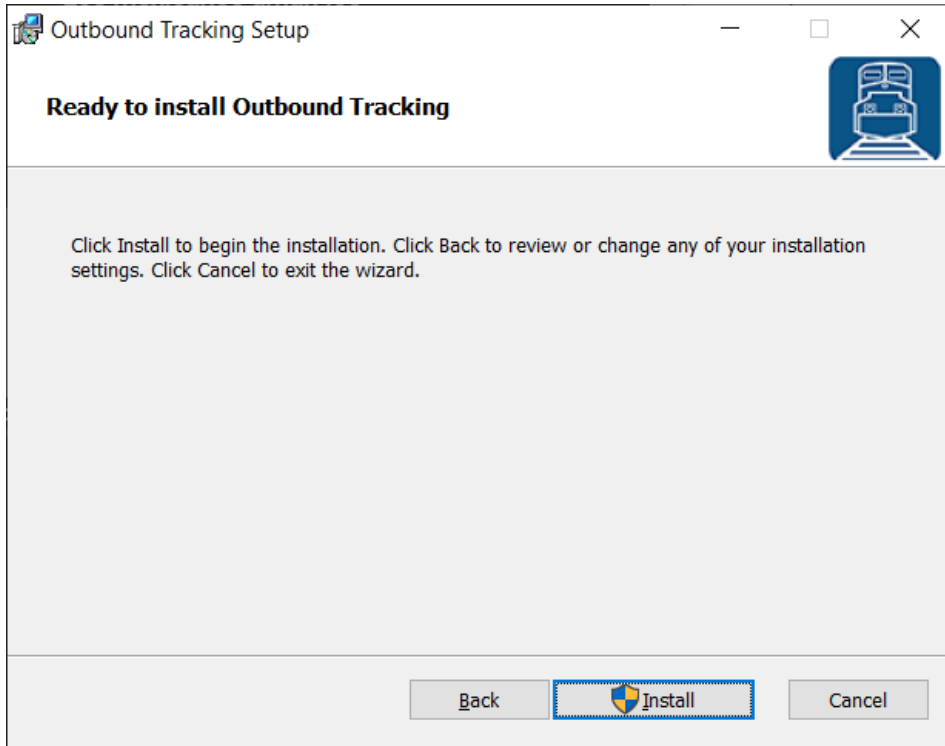 Outbound Tracking Setup
Ready to install Outbound Tracking
Click Install to begin the installation. Click Back to review or change any of your installation
settings. Click Cancel to exit the wizard.
Back Install Cancel